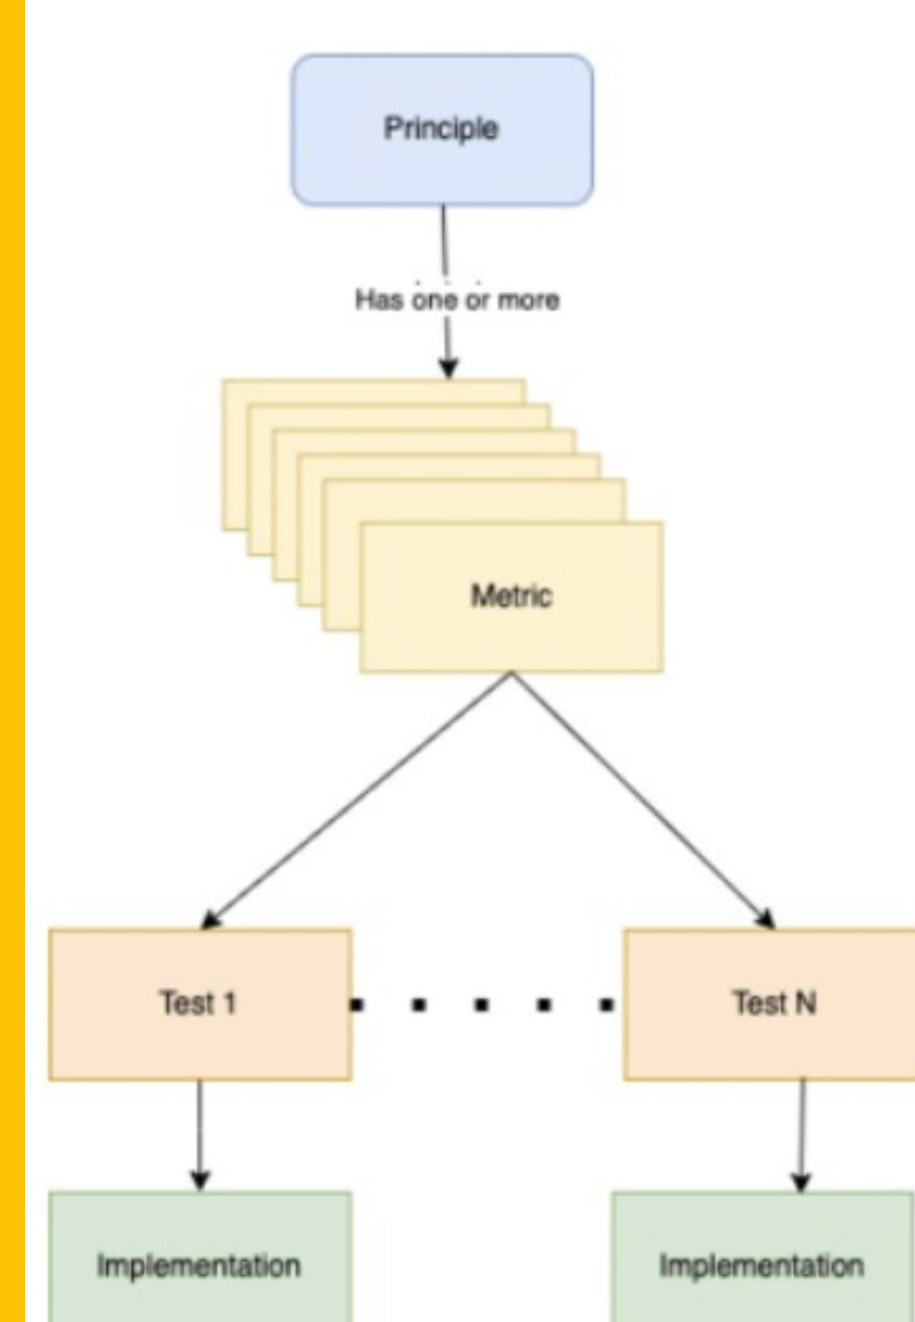 Principle
Has one or more
Metric
Test 1
Test N
Implementation
Implementation